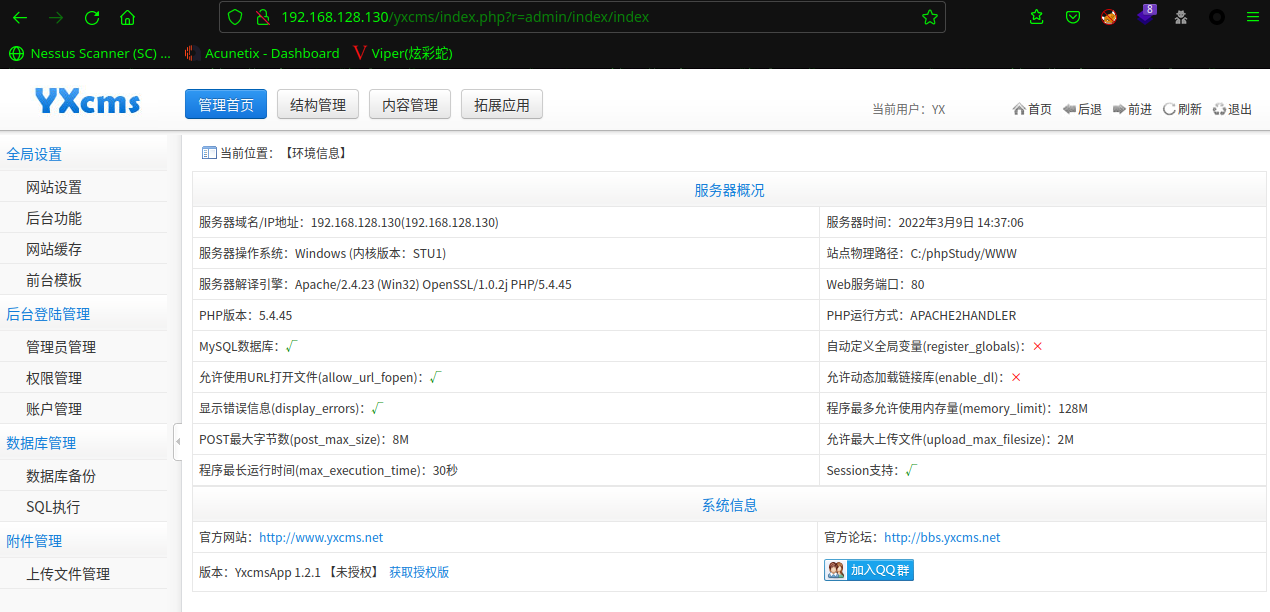 192.168.128.130/yxcms/index.php?r=admin/index/index
8
Nessus Scanner (SC) ...
Acunetix - Dashboard
Viper(炫彩蛇)
YXcms
管理首页
结构管理
内容管理
拓展应用
当前用户：YX
首页
后退
前进
刷新
退出
全局设置
网站设置
后台功能
网站缓存
前台模板
后台登陆管理
管理员管理
权限管理
账户管理
数据库管理
数据库备份
SQL执行
附件管理
上传文件管理
当前位置：【环境信息】
服务器概况
服务器域名/IP地址：192.168.128.130(192.168.128.130)
服务器时间：2022年3月9日 14:37:06
服务器操作系统：Windows (内核版本：STU1)
站点物理路径：C:/phpStudy/WWW
服务器解译引擎：Apache/2.4.23 (Win32) OpenSSL/1.0.2j PHP/5.4.45
Web服务端口：80
PHP版本：5.4.45
PHP运行方式：APACHE2HANDLER
MySQL数据库：√
自动定义全局变量(register_globals)：×
允许使用URL打开文件(allow_url_fopen)：√
允许动态加载链接库(enable_dl)：×
显示错误信息(display_errors)：√
程序最多允许使用内存量(memory_limit)：128M
POST最大字节数(post_max_size)：8M
允许最大上传文件(upload_max_filesize)：2M
程序最长运行时间(max_execution_time)：30秒
Session支持：√
系统信息
官方网站：http://www.yxcms.net
官方论坛：http://bbs.yxcms.net
版本：YxcmsApp 1.2.1 【未授权】 获取授权版
加入QQ群